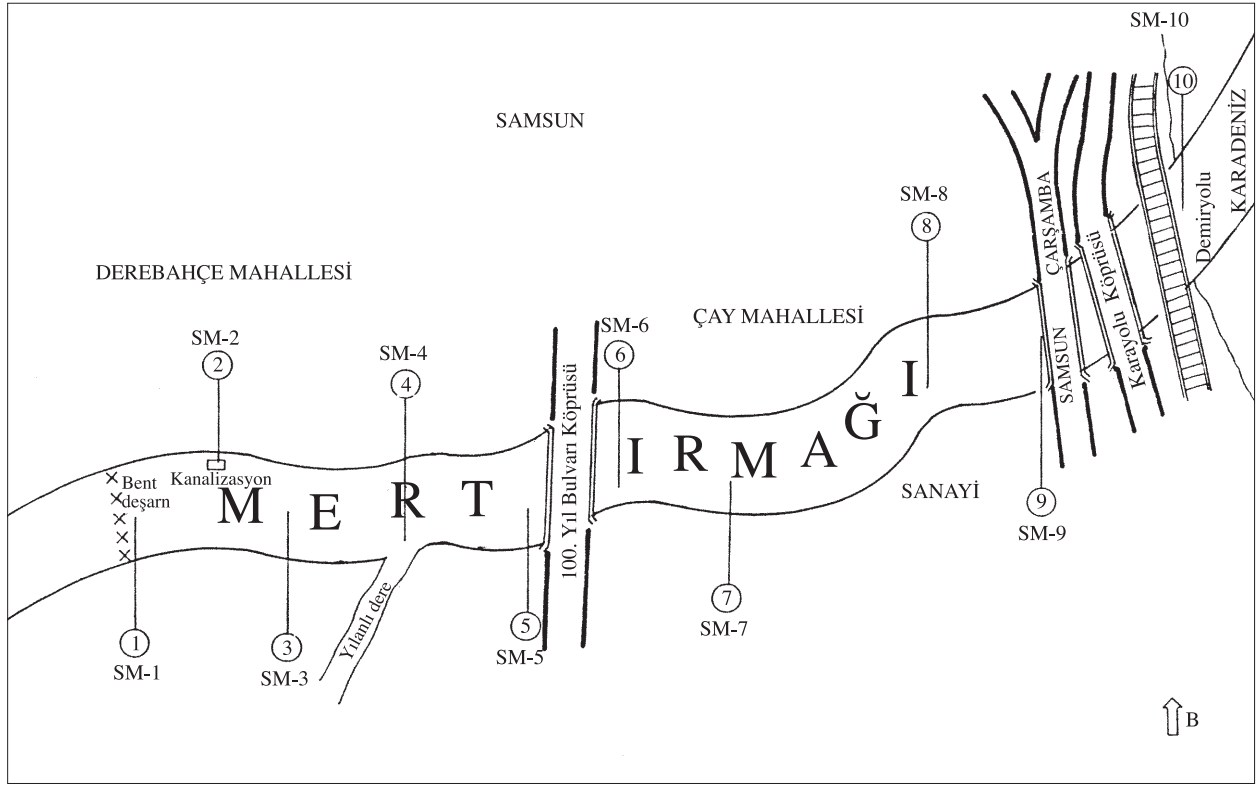 SM-10
10
KARADENİZ
SAMSUN
SM-8
8
ÇARŞAMBA
Demiryolu
DEREBAHÇE MAHALLESİ
ÇAY MAHALLESİ
Karayolu Köprüsü
SM-2
2
SM-4
4
SM-6
6
SAMSUN
100. Yıl Bulvarı Köprüsü
Bent
deşarn
Kanalizasyon
MERT IRMAĞI
SANAYİ
9
SM-9
Yılanlı dere
1
SM-1
3
SM-3
5
SM-5
7
SM-7
B